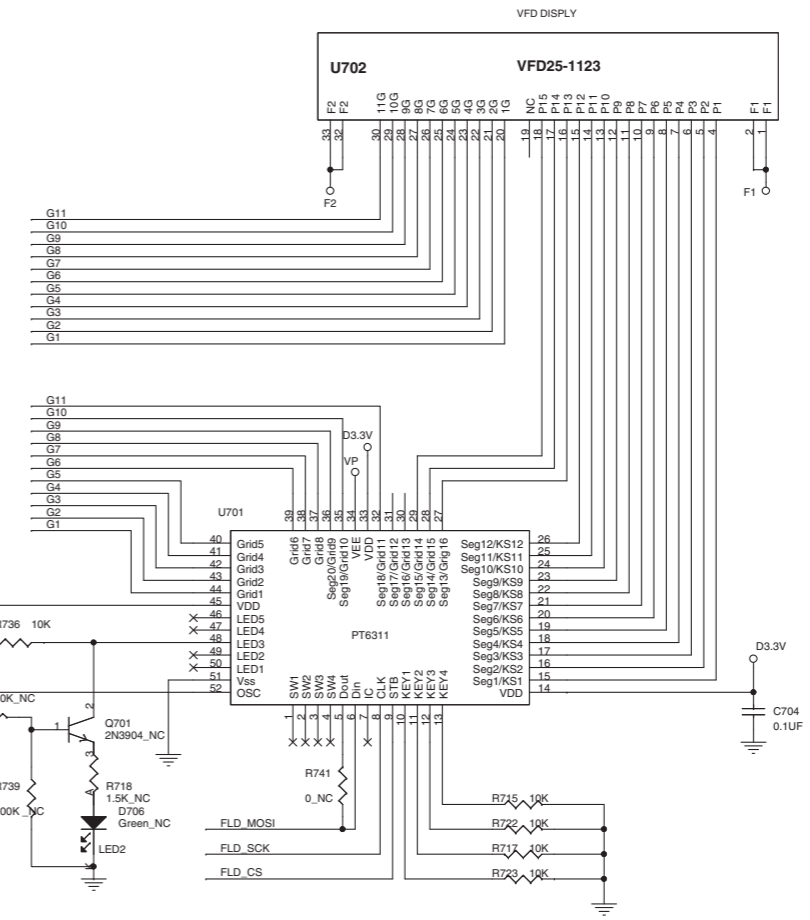 VFD DISPLY
U702 VFD25-1123
F2 F2 11G 10G 9G 8G 7G 6G 5G 4G 3G 2G 1G NC P15 P14 P13 P12 P11 P10 P9 P8 P7 P6 P5 P4 P3 P2 P1 F1 F1
33 32 30 29 28 27 26 25 24 23 22 21 20 19 18 17 16 15 14 13 12 11 10 9 8 7 6 5 4 2 1
F2 F1
G11
G10
G9
G8
G7
G6
G5
G4
G3
G2
G1
G11
G10
G9
G8
G7
G6
G5
G4
G3
G2
G1
D3.3V
VP
U701
39 38 37 36 35 34 33 32 31 30 29 28 27
Grid6 Grid7 Grid8 Seg20/Grid9 Seg19/Grid10 VEE VDD Seg18/Grid11 Seg17/Grid12 Seg16/Grid13 Seg15/Grid14 Seg14/Grid15 Seg13/Grig16
40 Grid5
41 Grid4
42 Grid3
43 Grid2
44 Grid1
45 VDD
46 LED5
47 LED4
48 LED3
49 LED2
50 LED1
51 Vss
52 OSC
PT6311
Seg12/KS12 26
Seg11/KS11 25
Seg10/KS10 24
Seg9/KS9 23
Seg8/KS8 22
Seg7/KS7 21
Seg6/KS6 20
Seg5/KS5 19
Seg4/KS4 18
Seg3/KS3 17
Seg2/KS2 16
Seg1/KS1 15
VDD 14
SW1 SW2 SW3 SW4 Dout Din IC CLK STB KEY1 KEY2 KEY3 KEY4
1 2 3 4 5 6 7 8 9 10 11 12 13
R736 10K
0K_NC
1 2 3
Q701
2N3904_NC
R739
00K_NC
R718
1.5K_NC
A
D706
Green_NC
LED2
K
R741
0_NC
FLD_MOSI
FLD_SCK
FLD_CS
R715 10K
R722 10K
R717 10K
R723 10K
D3.3V
C704
0.1UF